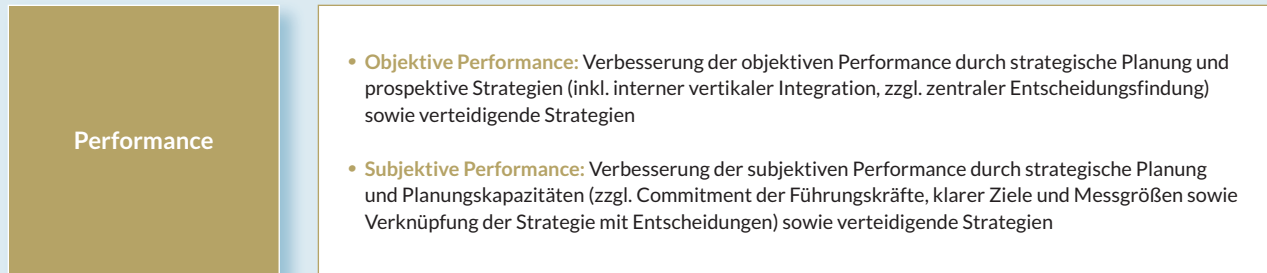 Performance
• Objektive Performance: Verbesserung der objektiven Performance durch strategische Planung und
prospektive Strategien (inkl. interner vertikaler Integration, zzgl. zentraler Entscheidungsfindung)
sowie verteidigende Strategien
• Subjektive Performance: Verbesserung der subjektiven Performance durch strategische Planung
und Planungskapazitäten (zzgl. Commitment der Führungskräfte, klarer Ziele und Messgrößen sowie
Verknüpfung der Strategie mit Entscheidungen) sowie verteidigende Strategien